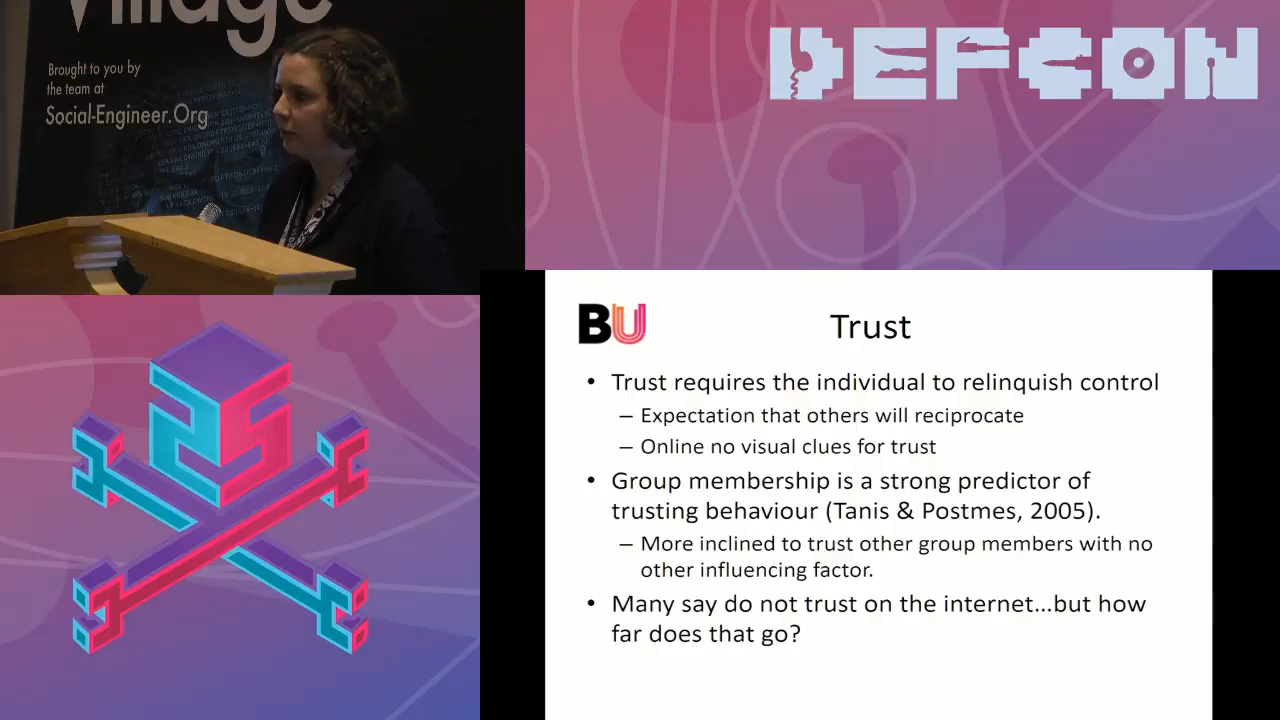 Village
Brought to you by
the team at
Social-Engineer.Org
DEFCON
BU
Trust
• Trust requires the individual to relinquish control
– Expectation that others will reciprocate
– Online no visual clues for trust
• Group membership is a strong predictor of
trusting behaviour (Tanis & Postmes, 2005).
– More inclined to trust other group members with no
other influencing factor.
• Many say do not trust on the internet...but how
far does that go?